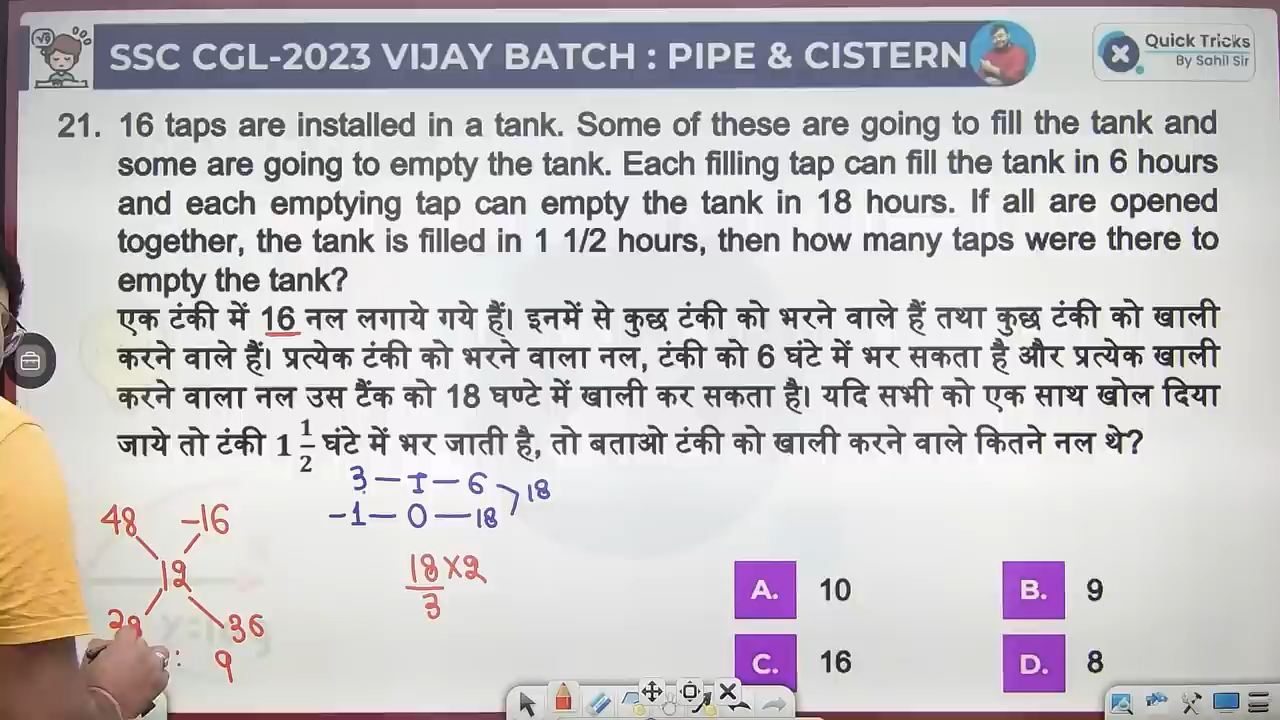 SSC CGL-2023 VIJAY BATCH : PIPE & CISTERN
Quick Tricks
By Sahil Sir
21. 16 taps are installed in a tank. Some of these are going to fill the tank and
some are going to empty the tank. Each filling tap can fill the tank in 6 hours
and each emptying tap can empty the tank in 18 hours. If all are opened
together, the tank is filled in 1 1/2 hours, then how many taps were there to
empty the tank?
एक टंकी में 16 नल लगाये गये हैं। इनमें से कुछ टंकी को भरने वाले हैं तथा कुछ टंकी को खाली
करने वाले हैं। प्रत्येक टंकी को भरने वाला नल, टंकी को 6 घंटे में भर सकता है और प्रत्येक खाली
करने वाला नल उस टैंक को 18 घण्टे में खाली कर सकता है। यदि सभी को एक साथ खोल दिया
जाये तो टंकी 1 1/2 घंटे में भर जाती है, तो बताओ टंकी को खाली करने वाले कितने नल थे?
3 — I — 6
-1 — 0 — 18
18
48 -16
12
36
: 9
18×2
3
A. 10
B. 9
C. 16
D. 8